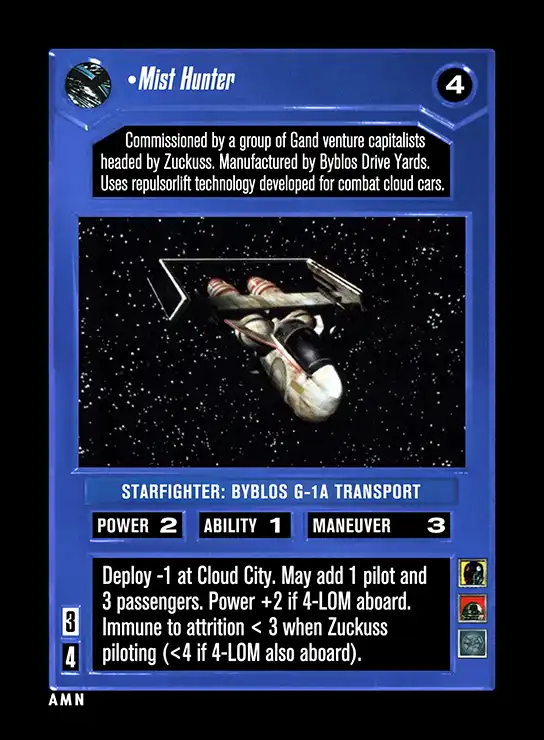 •Mist Hunter
4
Commissioned by a group of Gand venture capitalists
headed by Zuckuss. Manufactured by Byblos Drive Yards.
Uses repulsorlift technology developed for combat cloud cars.
STARFIGHTER: BYBLOS G-1A TRANSPORT
POWER 2 ABILITY 1 MANEUVER 3
Deploy -1 at Cloud City. May add 1 pilot and
3 passengers. Power +2 if 4-LOM aboard.
Immune to attrition < 3 when Zuckuss
piloting (<4 if 4-LOM also aboard).
3
4
AMN